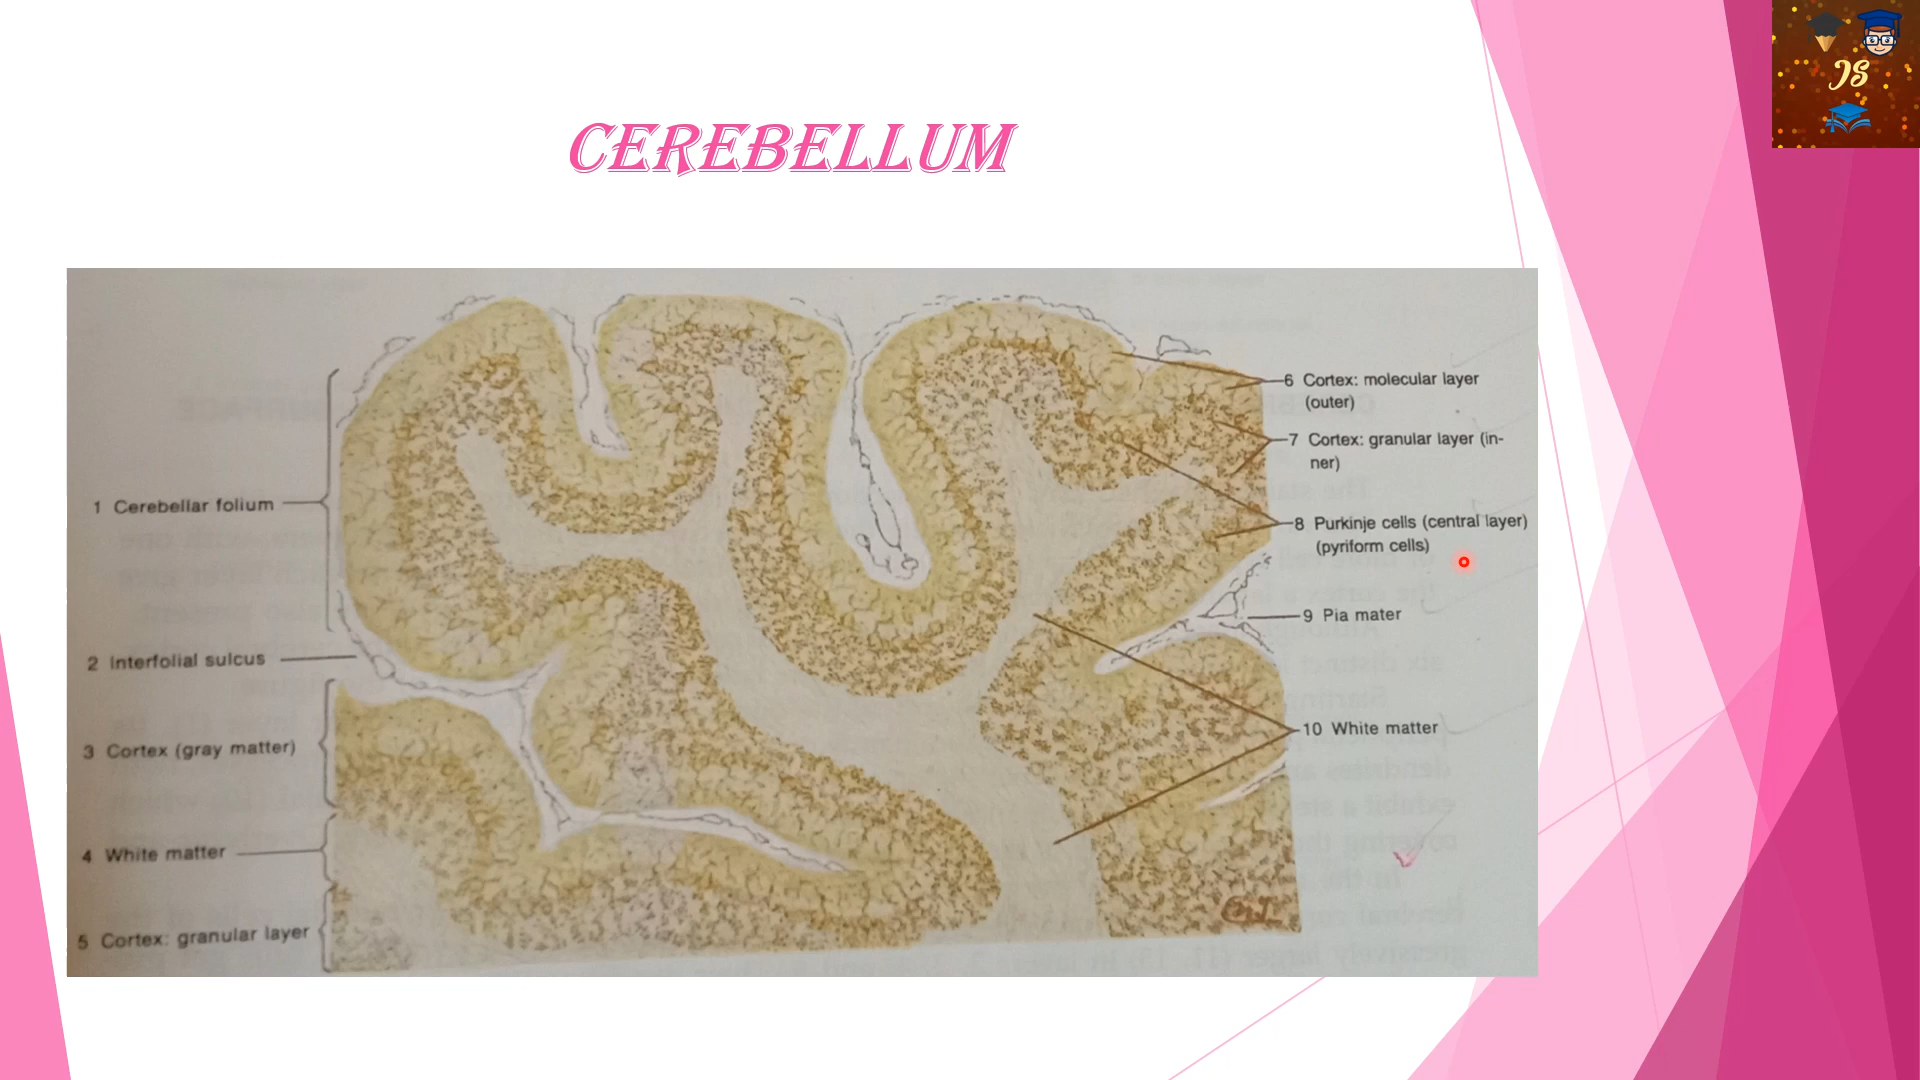 CEREBELLUM
JS
1 Cerebellar folium
2 Interfolial sulcus
3 Cortex (gray matter)
4 White matter
5 Cortex: granular layer
6 Cortex: molecular layer
(outer)
7 Cortex: granular layer (in-
ner)
8 Purkinje cells (central layer)
(pyriform cells)
9 Pia mater
10 White matter